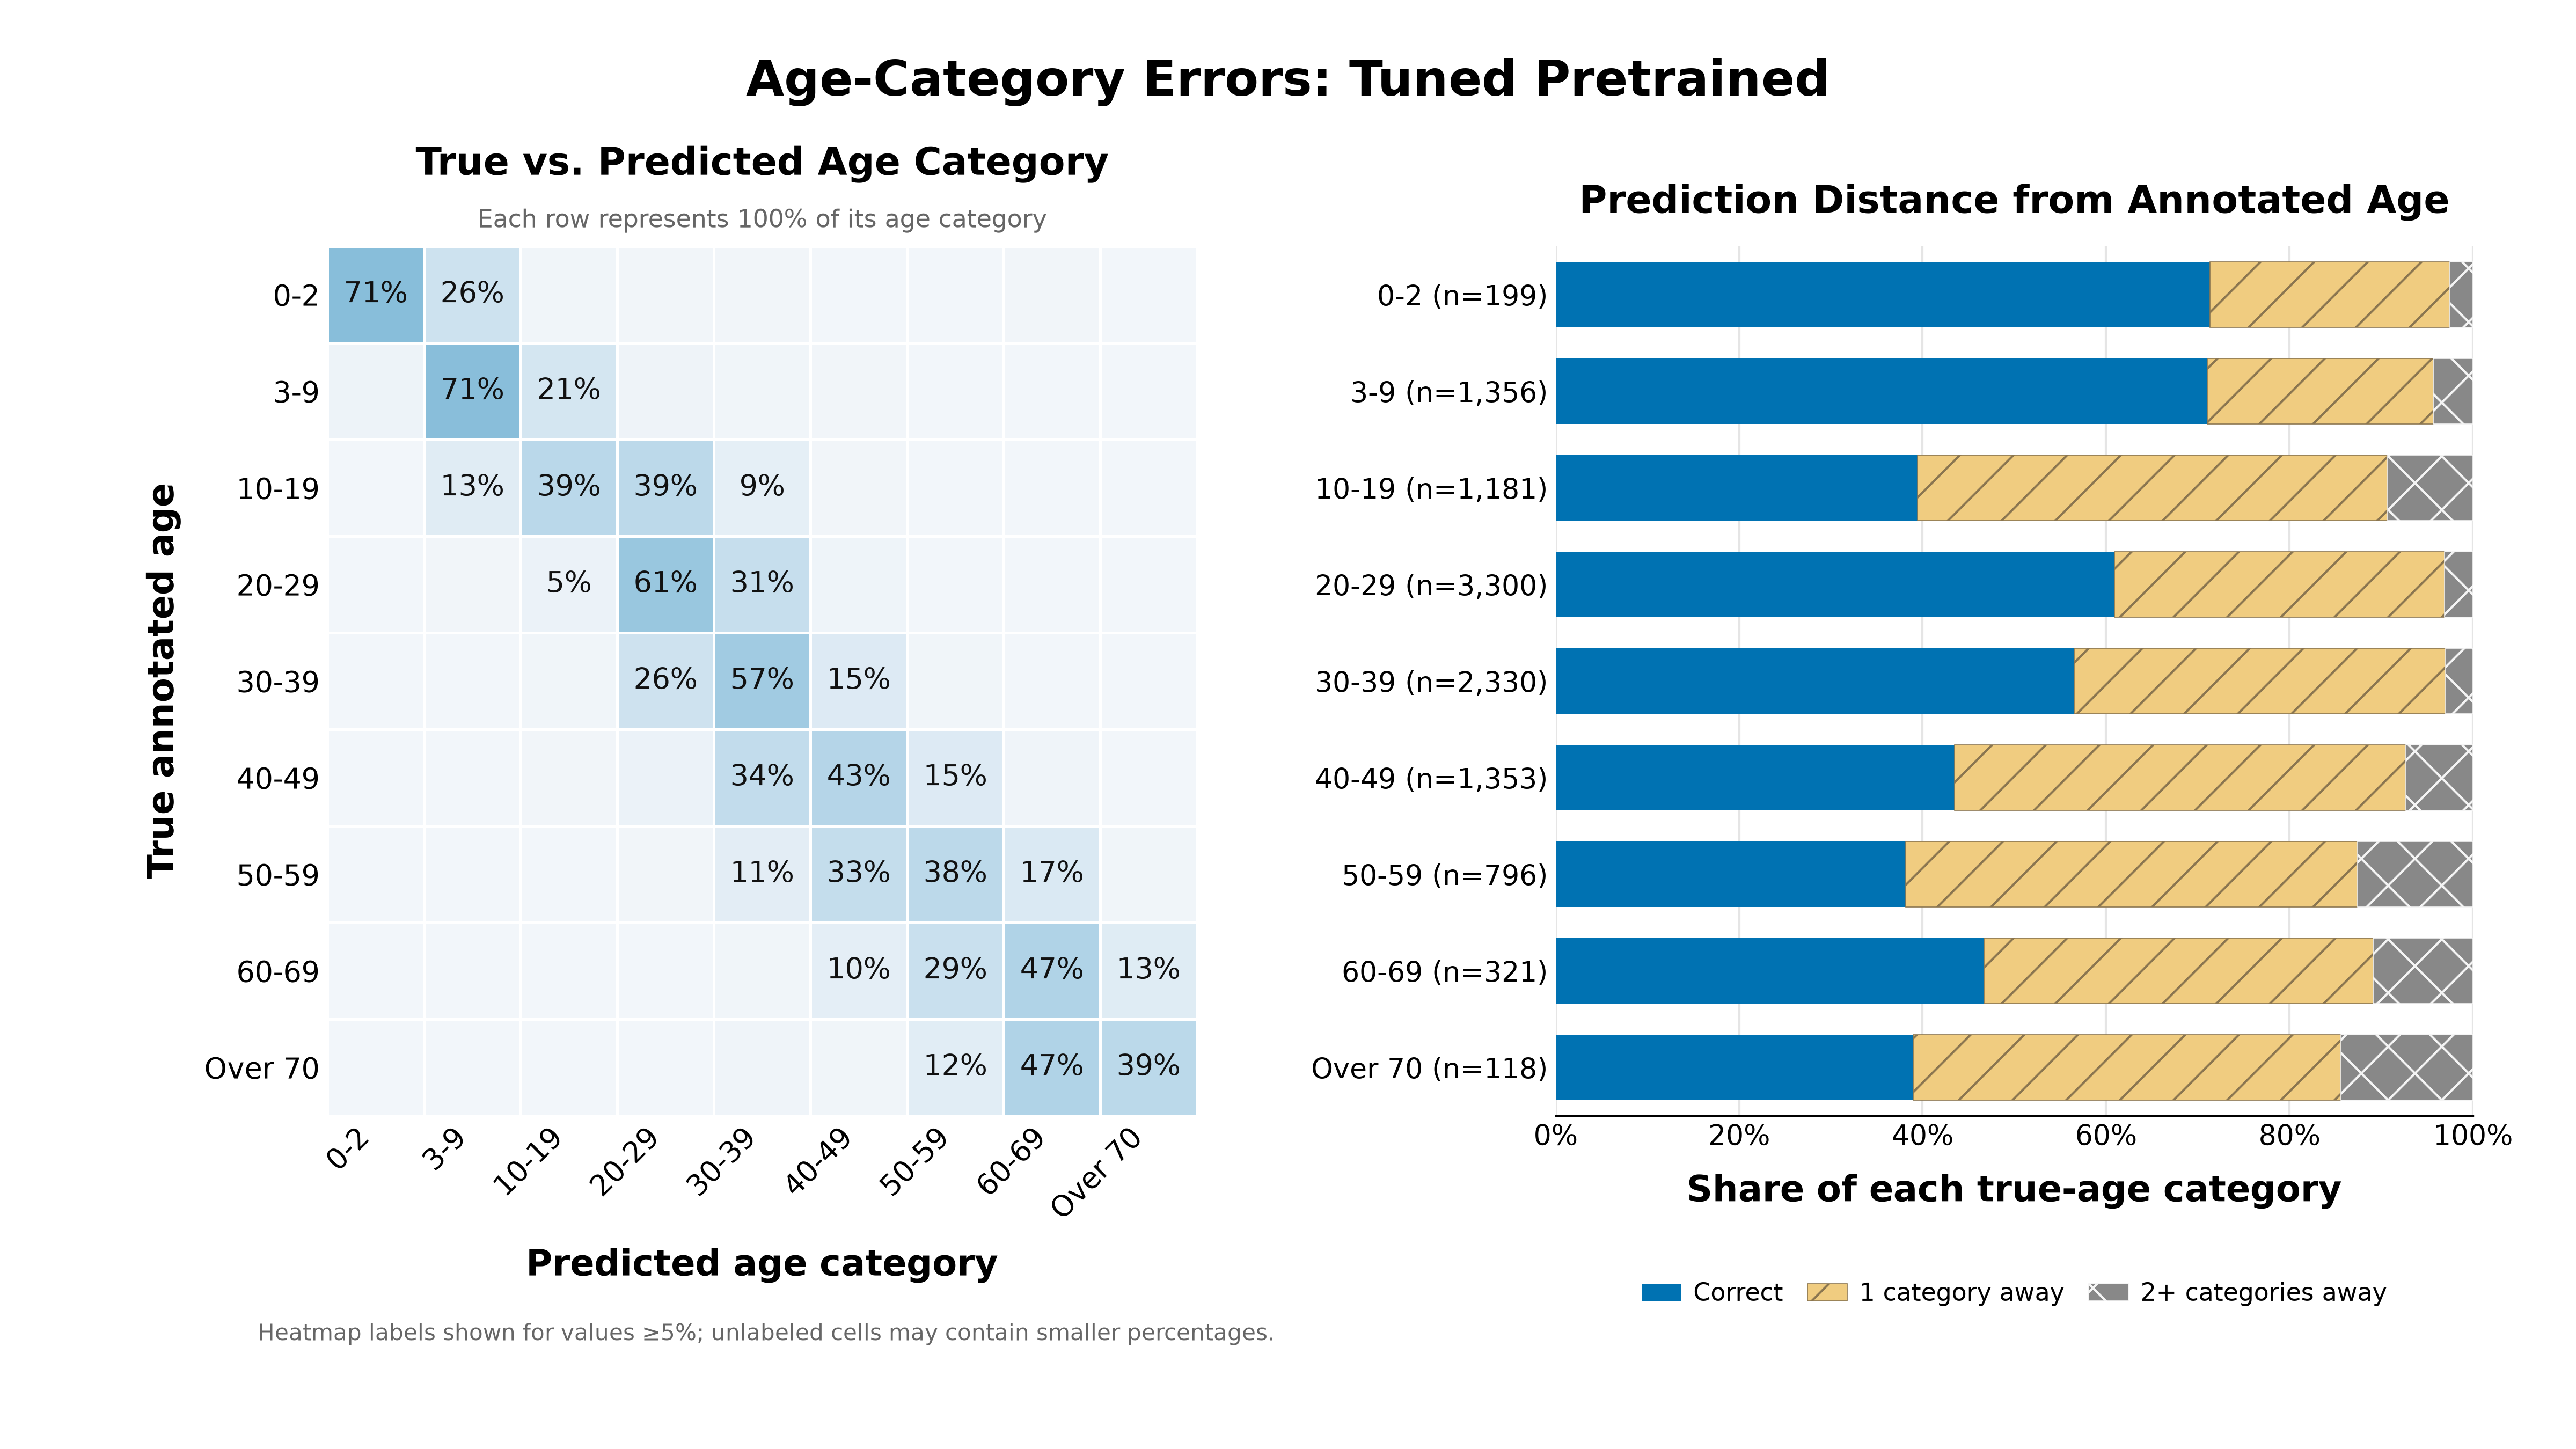 Age-Category Errors: Tuned Pretrained
True vs. Predicted Age Category
Each row represents 100% of its age category
True annotated age
0-2 71% 26%
3-9 71% 21%
10-19 13% 39% 39% 9%
20-29 5% 61% 31%
30-39 26% 57% 15%
40-49 34% 43% 15%
50-59 11% 33% 38% 17%
60-69 10% 29% 47% 13%
Over 70 12% 47% 39%
0-2 3-9 10-19 20-29 30-39 40-49 50-59 60-69 Over 70
Predicted age category
Heatmap labels shown for values ≥5%; unlabeled cells may contain smaller percentages.
Prediction Distance from Annotated Age
0-2 (n=199)
3-9 (n=1,356)
10-19 (n=1,181)
20-29 (n=3,300)
30-39 (n=2,330)
40-49 (n=1,353)
50-59 (n=796)
60-69 (n=321)
Over 70 (n=118)
0% 20% 40% 60% 80% 100%
Share of each true-age category
Correct 1 category away 2+ categories away